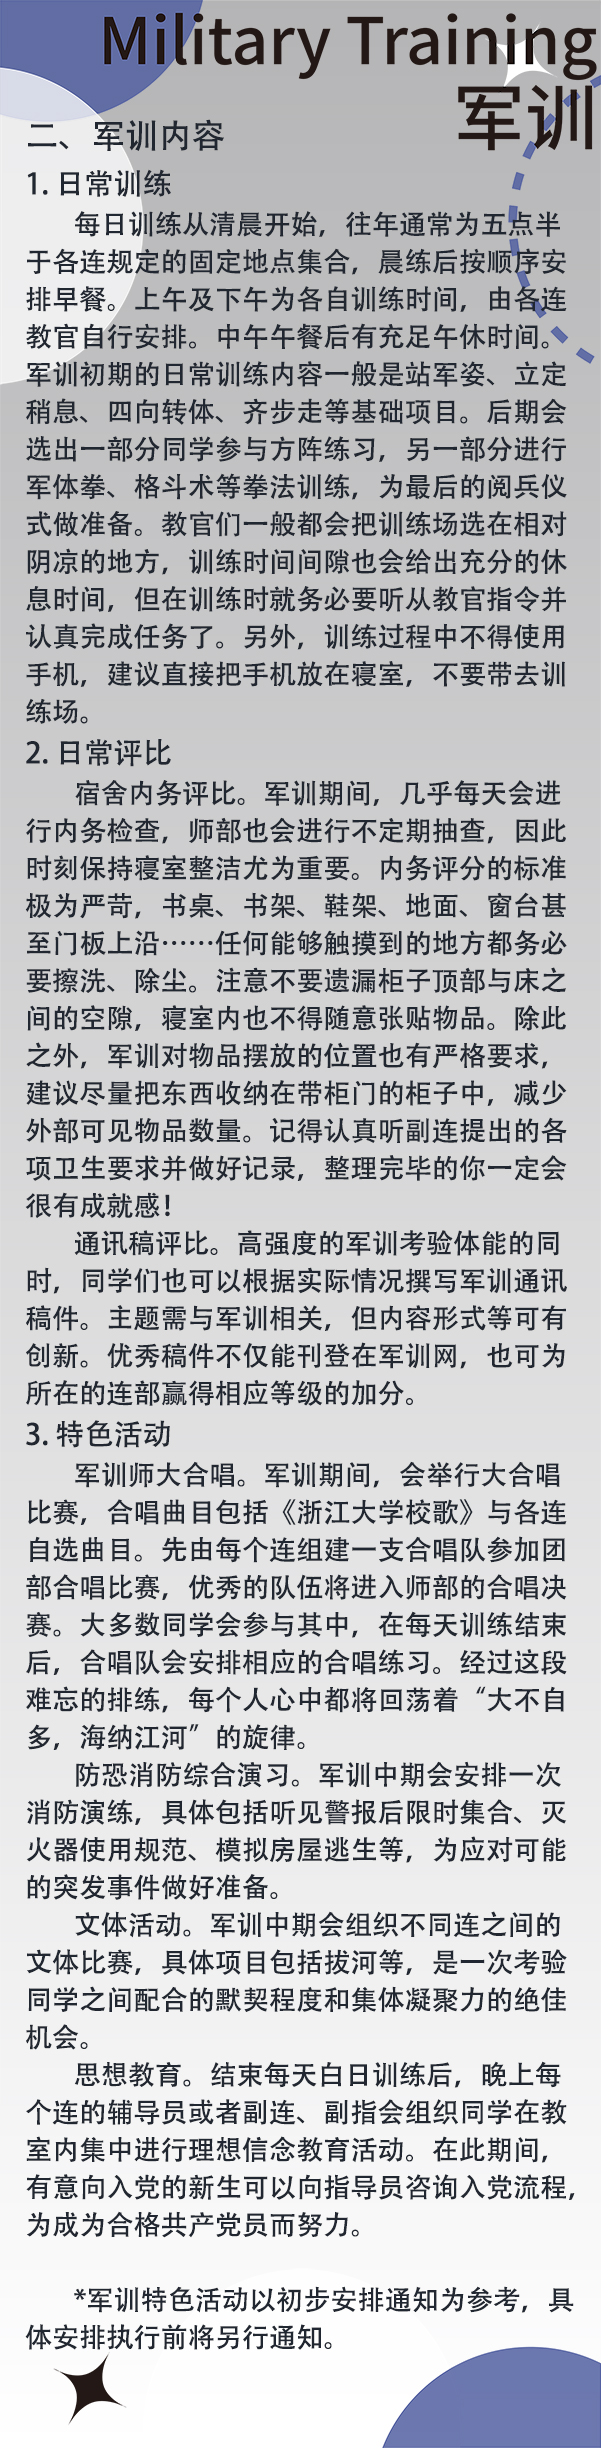 Military Training
军训
二、军训内容
1. 日常训练
每日训练从清晨开始，往年通常为五点半
于各连规定的固定地点集合，晨练后按顺序安
排早餐。上午及下午为各自训练时间，由各连
教官自行安排。中午午餐后有充足午休时间。
军训初期的日常训练内容一般是站军姿、立定
稍息、四向转体、齐步走等基础项目。后期会
选出一部分同学参与方阵练习，另一部分进行
军体拳、格斗术等拳法训练，为最后的阅兵仪
式做准备。教官们一般都会把训练场选在相对
阴凉的地方，训练时间间隙也会给出充分的休
息时间，但在训练时就务必要听从教官指令并
认真完成任务了。另外，训练过程中不得使用
手机，建议直接把手机放在寝室，不要带去训
练场。
2. 日常评比
宿舍内务评比。军训期间，几乎每天会进
行内务检查，师部也会进行不定期抽查，因此
时刻保持寝室整洁尤为重要。内务评分的标准
极为严苛，书桌、书架、鞋架、地面、窗台甚
至门板上沿……任何能够触摸到的地方都务必
要擦洗、除尘。注意不要遗漏柜子顶部与床之
间的空隙，寝室内也不得随意张贴物品。除此
之外，军训对物品摆放的位置也有严格要求，
建议尽量把东西收纳在带柜门的柜子中，减少
外部可见物品数量。记得认真听副连提出的各
项卫生要求并做好记录，整理完毕的你一定会
很有成就感！
通讯稿评比。高强度的军训考验体能的同
时，同学们也可以根据实际情况撰写军训通讯
稿件。主题需与军训相关，但内容形式等可有
创新。优秀稿件不仅能刊登在军训网，也可为
所在的连部赢得相应等级的加分。
3. 特色活动
军训师大合唱。军训期间，会举行大合唱
比赛，合唱曲目包括《浙江大学校歌》与各连
自选曲目。先由每个连组建一支合唱队参加团
部合唱比赛，优秀的队伍将进入师部的合唱决
赛。大多数同学会参与其中，在每天训练结束
后，合唱队会安排相应的合唱练习。经过这段
难忘的排练，每个人心中都将回荡着“大不自
多，海纳江河”的旋律。
防恐消防综合演习。军训中期会安排一次
消防演练，具体包括听见警报后限时集合、灭
火器使用规范、模拟房屋逃生等，为应对可能
的突发事件做好准备。
文体活动。军训中期会组织不同连之间的
文体比赛，具体项目包括拔河等，是一次考验
同学之间配合的默契程度和集体凝聚力的绝佳
机会。
思想教育。结束每天白日训练后，晚上每
个连的辅导员或者副连、副指会组织同学在教
室内集中进行理想信念教育活动。在此期间，
有意向入党的新生可以向指导员咨询入党流程，
为成为合格共产党员而努力。
*军训特色活动以初步安排通知为参考，具
体安排执行前将另行通知。